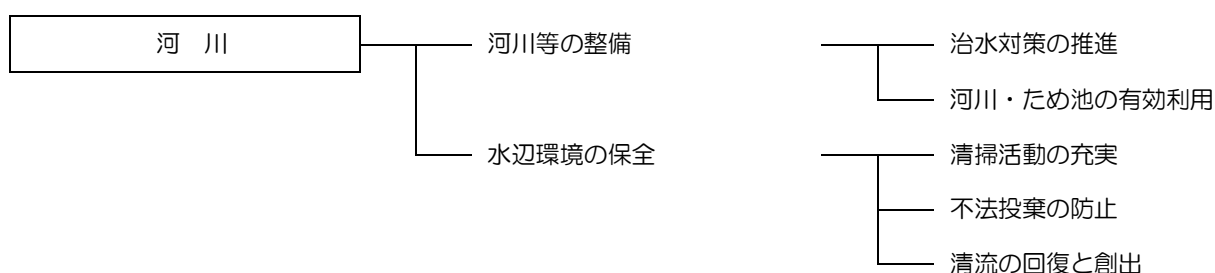 河　川
河川等の整備
治水対策の推進
河川・ため池の有効利用
水辺環境の保全
清掃活動の充実
不法投棄の防止
清流の回復と創出